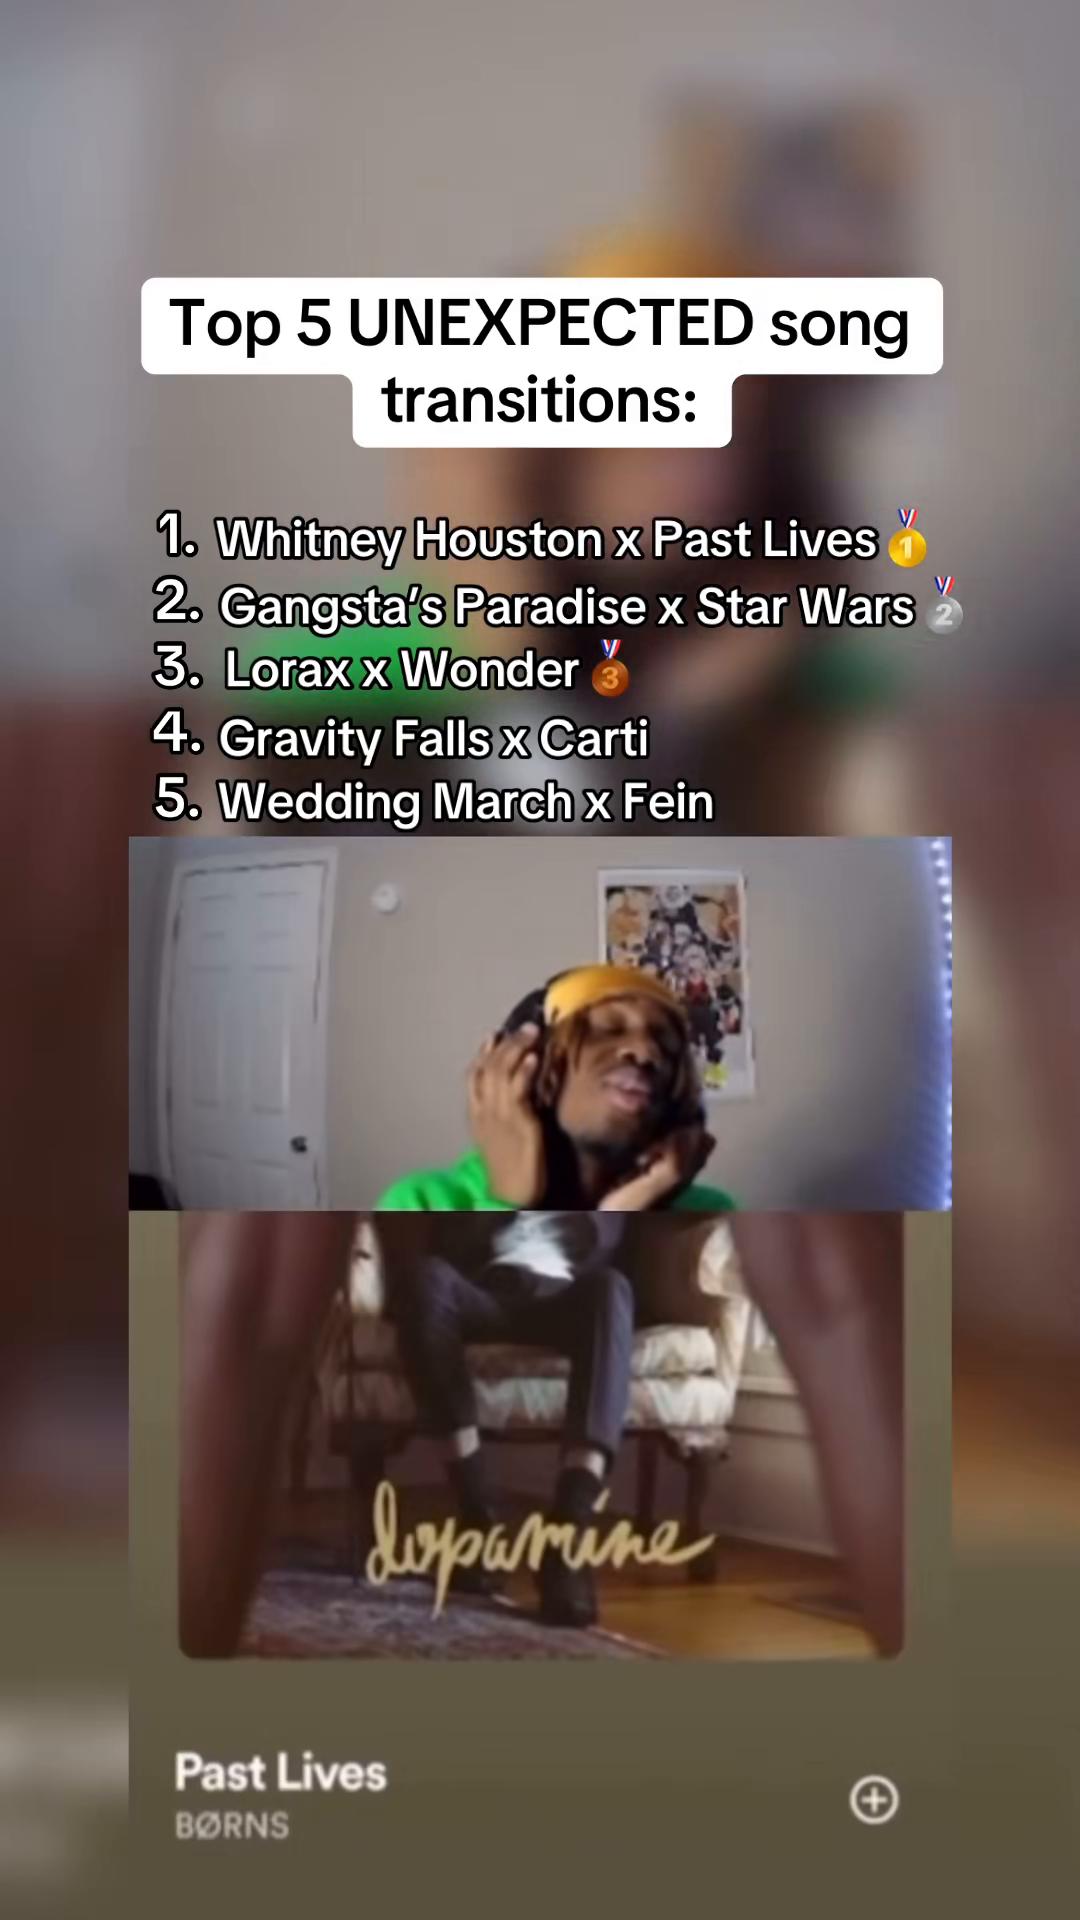 Top 5 UNEXPECTED song
transitions:
1. Whitney Houston x Past Lives🥇
2. Gangsta’s Paradise x Star Wars🥈
3. Lorax x Wonder🥉
4. Gravity Falls x Carti
5. Wedding March x Fein
dopamine
Past Lives
BØRNS